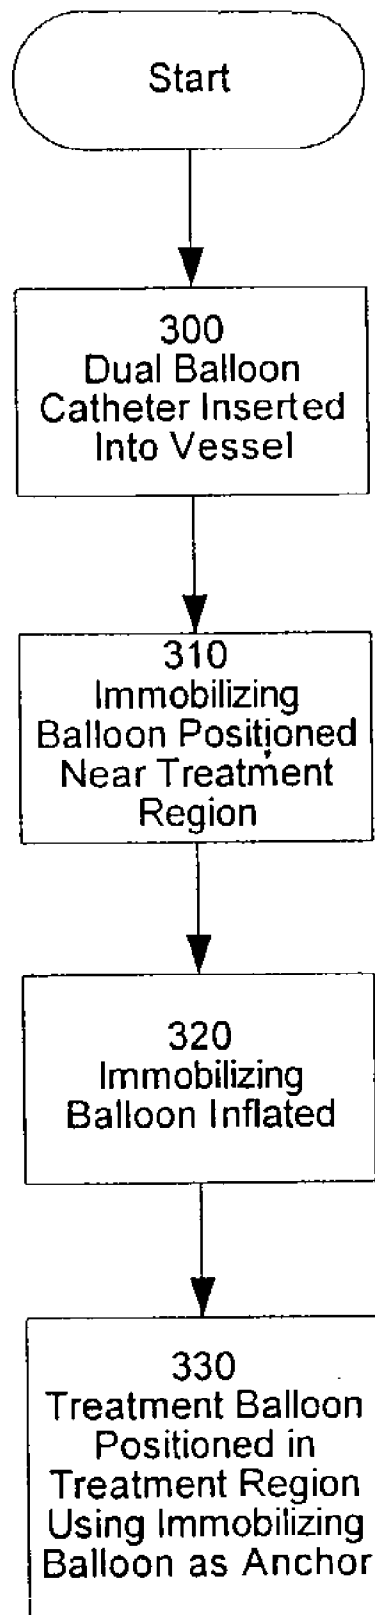 Start
300
Dual Balloon
Catheter Inserted
Into Vessel
310
Immobilizing
Balloon Positioned
Near Treatment
Region
320
Immobilizing
Balloon Inflated
330
Treatment Balloon
Positioned in
Treatment Region
Using Immobilizing
Balloon as Anchor